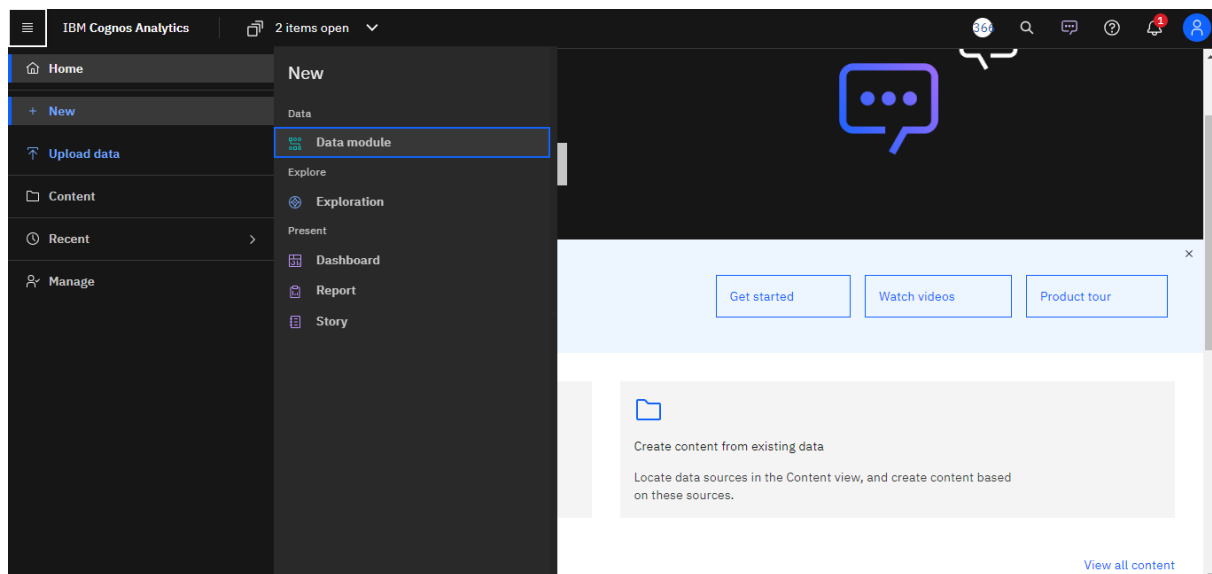 IBM Cognos Analytics
2 items open
366
1
Home
New
Upload data
Content
Recent
Manage
New
Data
Data module
Explore
Exploration
Present
Dashboard
Report
Story
Get started
Watch videos
Product tour
Create content from existing data
Locate data sources in the Content view, and create content based
on these sources.
View all content